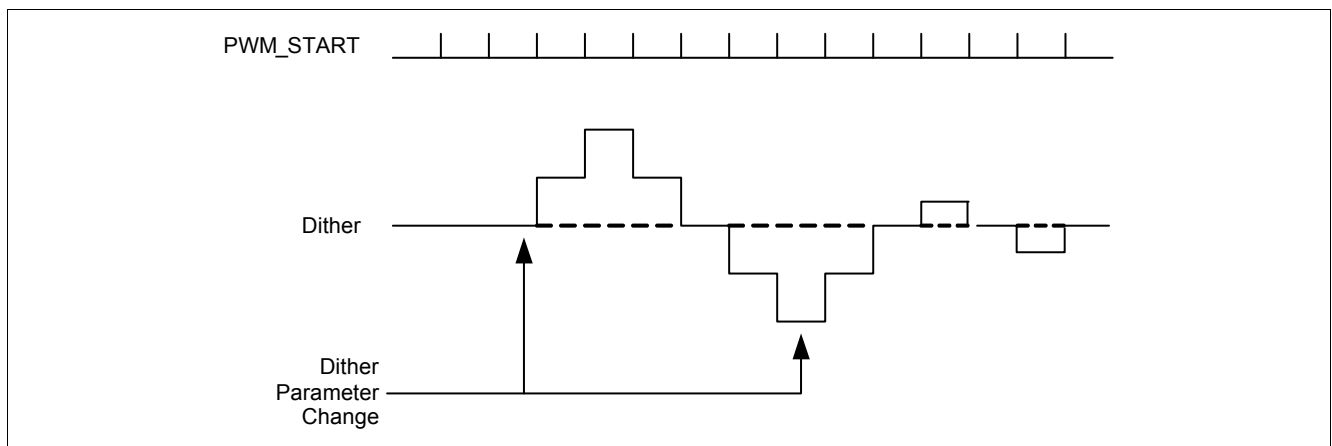 PWM_START
Dither
Dither
Parameter
Change